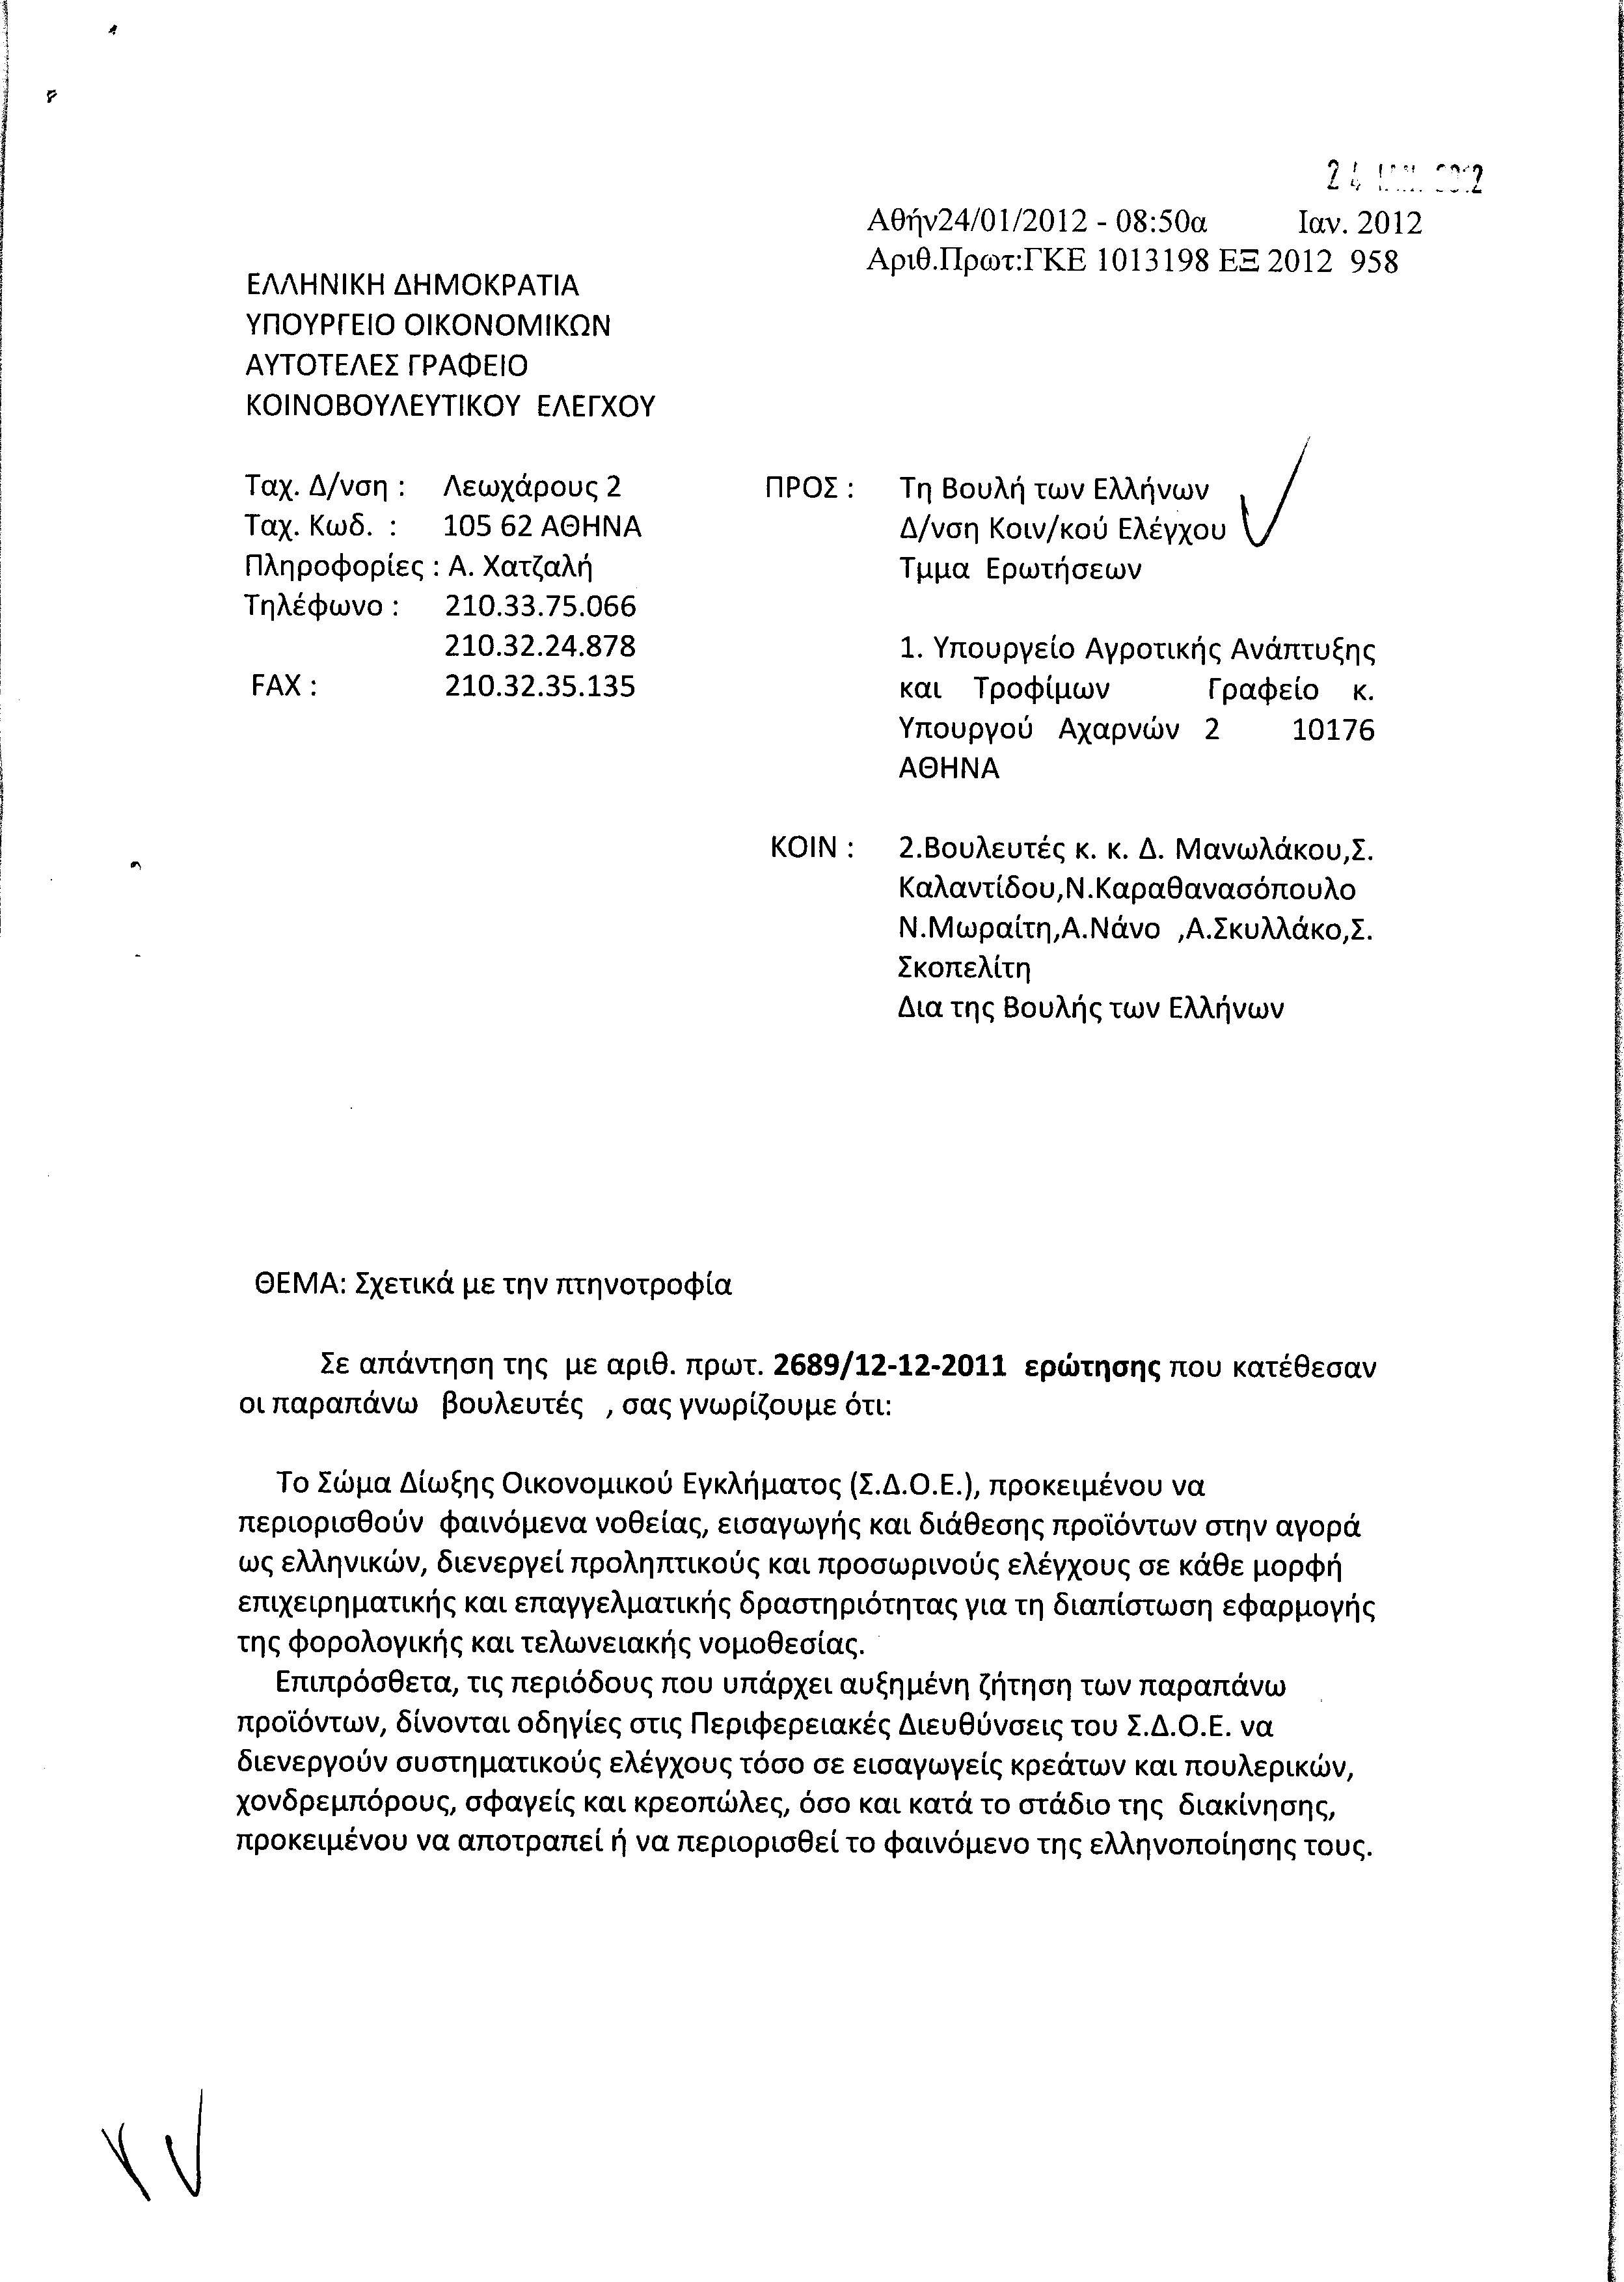 Αθήν24/01/2012 - 08:50α Ιαν. 2012
Αριθ.Πρωτ:ΓΚΕ 1013198 ΕΞ 2012 958
ΕΛΛΗΝΙΚΗ ΔΗΜΟΚΡΑΤΙΑ
ΥΠΟΥΡΓΕΙΟ ΟΙΚΟΝΟΜΙΚΩΝ
ΑΥΤΟΤΕΛΕΣ ΓΡΑΦΕΙΟ
ΚΟΙΝΟΒΟΥΛΕΥΤΙΚΟΥ ΕΛΕΓΧΟΥ
Ταχ. Δ/νση : Λεωχάρους 2
Ταχ. Κωδ. : 105 62 ΑΘΗΝΑ
Πληροφορίες : Α. Χατζαλή
Τηλέφωνο : 210.33.75.066
210.32.24.878
FAX : 210.32.35.135
ΠΡΟΣ : Τη Βουλή των Ελλήνων
Δ/νση Κοιν/κού Ελέγχου
Τμμα Ερωτήσεων
1. Υπουργείο Αγροτικής Ανάπτυξης
και Τροφίμων Γραφείο κ.
Υπουργού Αχαρνών 2 10176
ΑΘΗΝΑ
ΚΟΙΝ : 2.Βουλευτές κ. κ. Δ. Μανωλάκου,Σ.
Καλαντίδου,Ν.Καραθανασόπουλο
Ν.Μωραίτη,Α.Νάνο ,Α.Σκυλλάκο,Σ.
Σκοπελίτη
Δια της Βουλής των Ελλήνων
ΘΕΜΑ: Σχετικά με την πτηνοτροφία
Σε απάντηση της με αριθ. πρωτ. 2689/12-12-2011 ερώτησης που κατέθεσαν
οι παραπάνω βουλευτές , σας γνωρίζουμε ότι:
Το Σώμα Δίωξης Οικονομικού Εγκλήματος (Σ.Δ.Ο.Ε.), προκειμένου να
περιορισθούν φαινόμενα νοθείας, εισαγωγής και διάθεσης προϊόντων στην αγορά
ως ελληνικών, διενεργεί προληπτικούς και προσωρινούς ελέγχους σε κάθε μορφή
επιχειρηματικής και επαγγελματικής δραστηριότητας για τη διαπίστωση εφαρμογής
της φορολογικής και τελωνειακής νομοθεσίας.
Επιπρόσθετα, τις περιόδους που υπάρχει αυξημένη ζήτηση των παραπάνω
προϊόντων, δίνονται οδηγίες στις Περιφερειακές Διευθύνσεις του Σ.Δ.Ο.Ε. να
διενεργούν συστηματικούς ελέγχους τόσο σε εισαγωγείς κρεάτων και πουλερικών,
χονδρεμπόρους, σφαγείς και κρεοπώλες, όσο και κατά το στάδιο της διακίνησης,
προκειμένου να αποτραπεί ή να περιορισθεί το φαινόμενο της ελληνοποίησης τους.